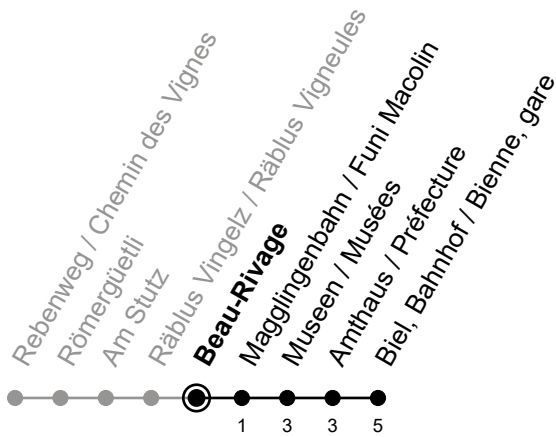 Rebenweg / Chemin des Vignes
Römergüetli
Am Stutz
Räblus Vingelz / Räblus Vigneules
Beau-Rivage
Magglingenbahn / Funi Macolin
Museen / Musées
Amthaus / Préfecture
Biel, Bahnhof / Bienne, gare
1 3 3 5